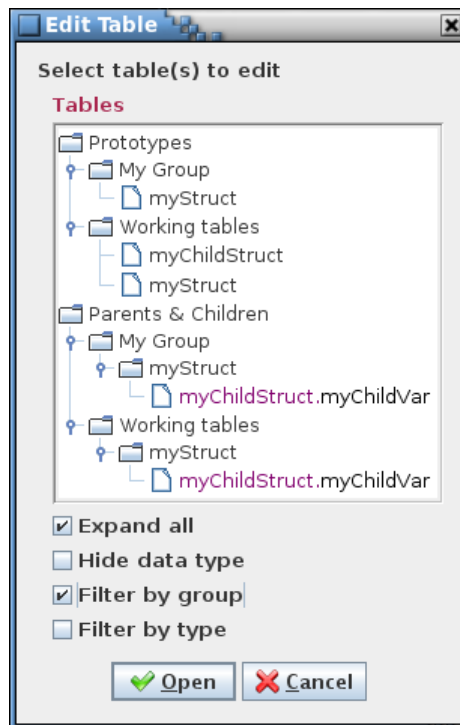 Edit Table
Select table(s) to edit
Tables
Prototypes
My Group
myStruct
Working tables
myChildStruct
myStruct
Parents & Children
My Group
myStruct
myChildStruct.myChildVar
Working tables
myStruct
myChildStruct.myChildVar
Expand all
Hide data type
Filter by group
Filter by type
Open
Cancel